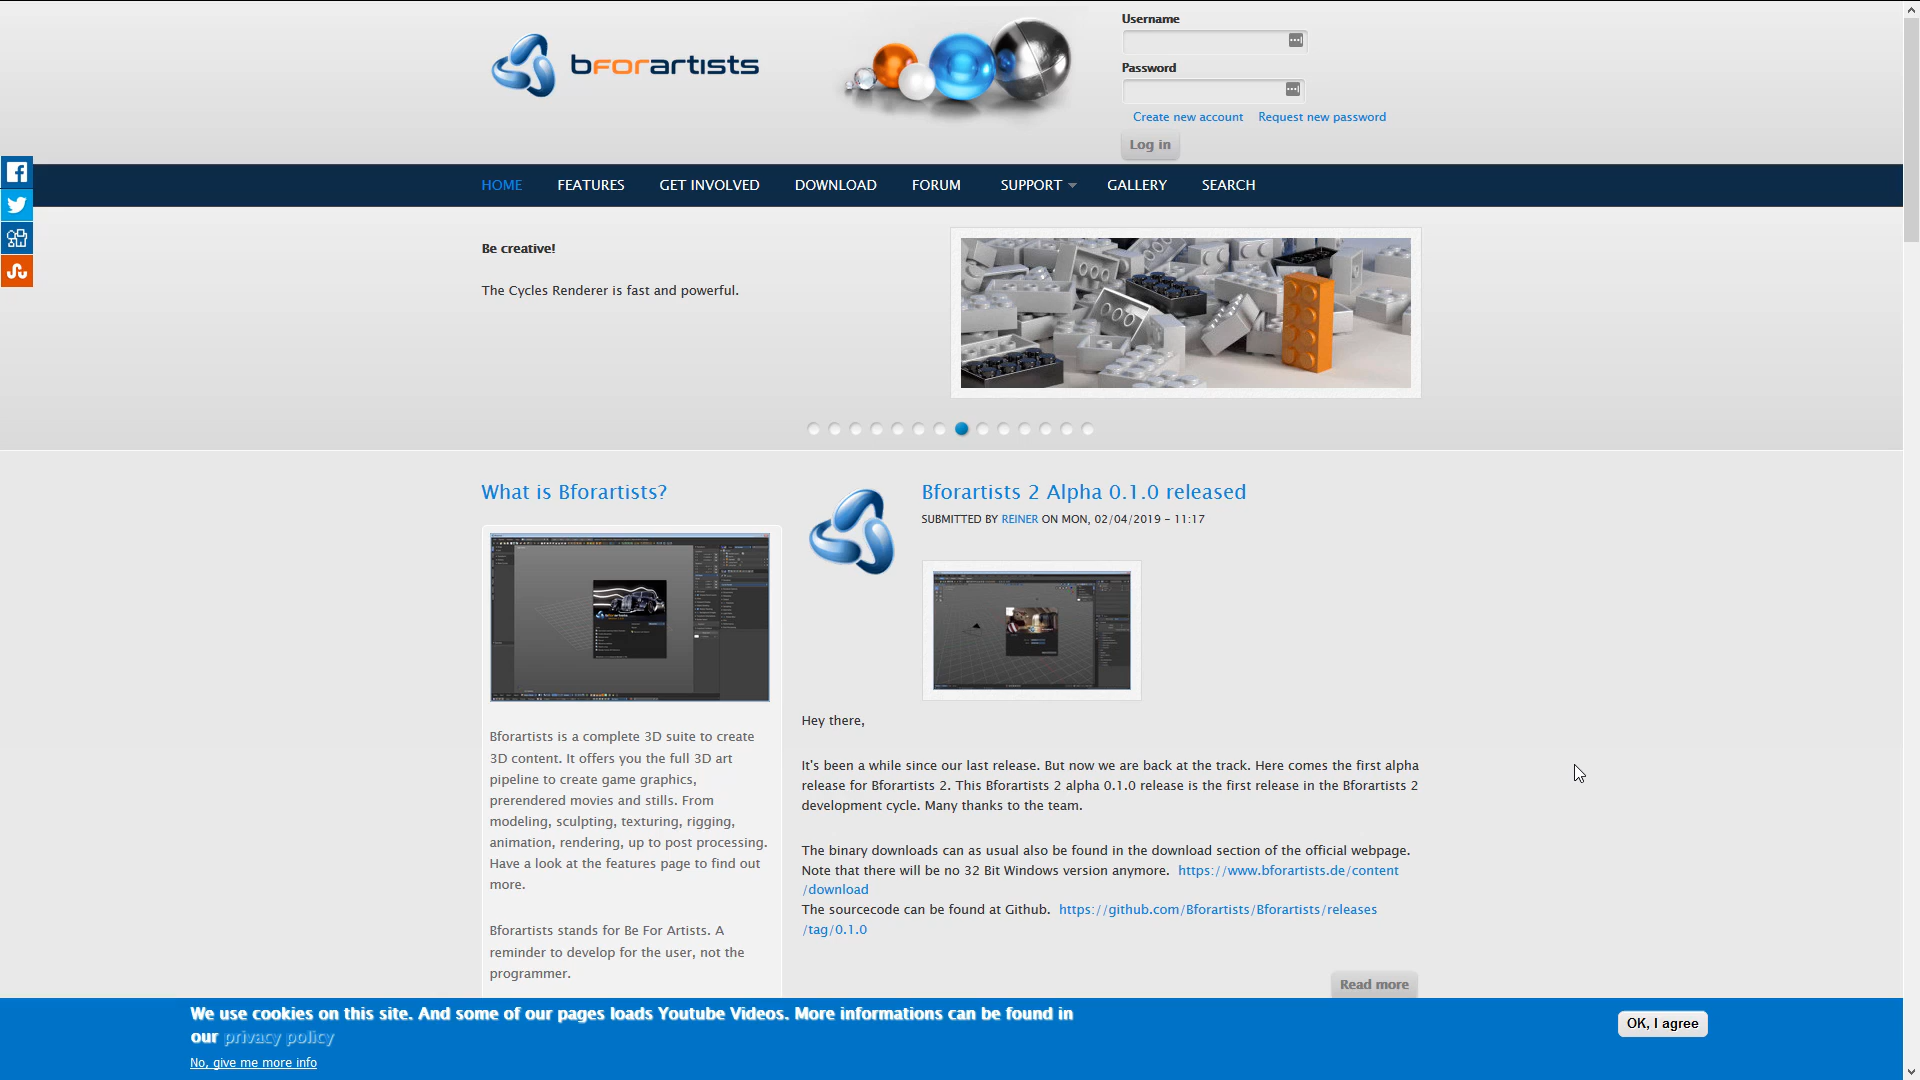 bforartists
Username
Password
Create new account Request new password
Log in
HOME FEATURES GET INVOLVED DOWNLOAD FORUM SUPPORT GALLERY SEARCH
Be creative!
The Cycles Renderer is fast and powerful.
What is Bforartists?
Bforartists is a complete 3D suite to create
3D content. It offers you the full 3D art
pipeline to create game graphics,
prerendered movies and stills. From
modeling, sculpting, texturing, rigging,
animation, rendering, up to post processing.
Have a look at the features page to find out
more.
Bforartists stands for Be For Artists. A
reminder to develop for the user, not the
programmer.
Bforartists 2 Alpha 0.1.0 released
SUBMITTED BY REINER ON MON, 02/04/2019 - 11:17
Hey there,
It's been a while since our last release. But now we are back at the track. Here comes the first alpha
release for Bforartists 2. This Bforartists 2 alpha 0.1.0 release is the first release in the Bforartists 2
development cycle. Many thanks to the team.
The binary downloads can as usual also be found in the download section of the official webpage.
Note that there will be no 32 Bit Windows version anymore. https://www.bforartists.de/content
/download
The sourcecode can be found at Github. https://github.com/Bforartists/Bforartists/releases
/tag/0.1.0
Read more
We use cookies on this site. And some of our pages loads Youtube Videos. More informations can be found in
our privacy policy
No, give me more info
OK, I agree